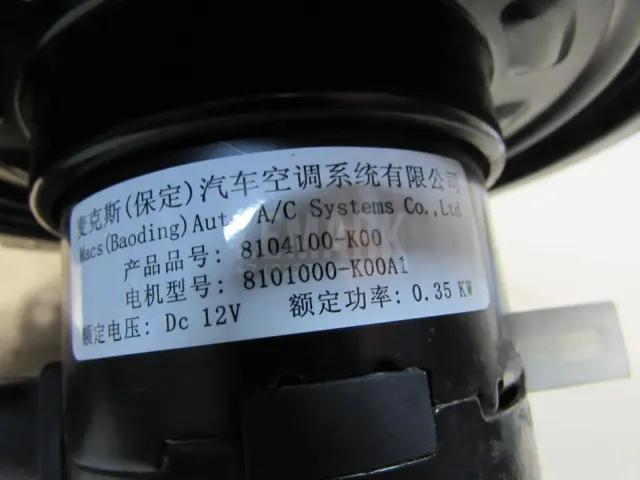 麦克斯(保定)汽车空调系统有限公司
Macs(Baoding)Auto A/C Systems Co.,Ltd
产品品号: 8104100-K00
电机型号: 8101000-K00A1
额定电压: Dc 12V 额定功率: 0.35 KW